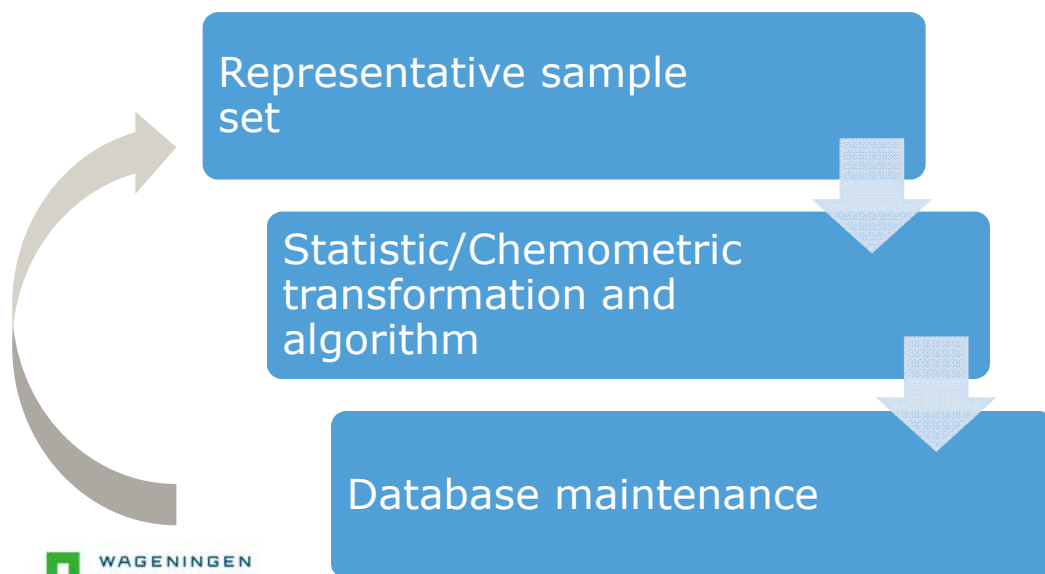 Representative sample
set
Statistic/Chemometric
transformation and
algorithm
Database maintenance
WAGENINGEN